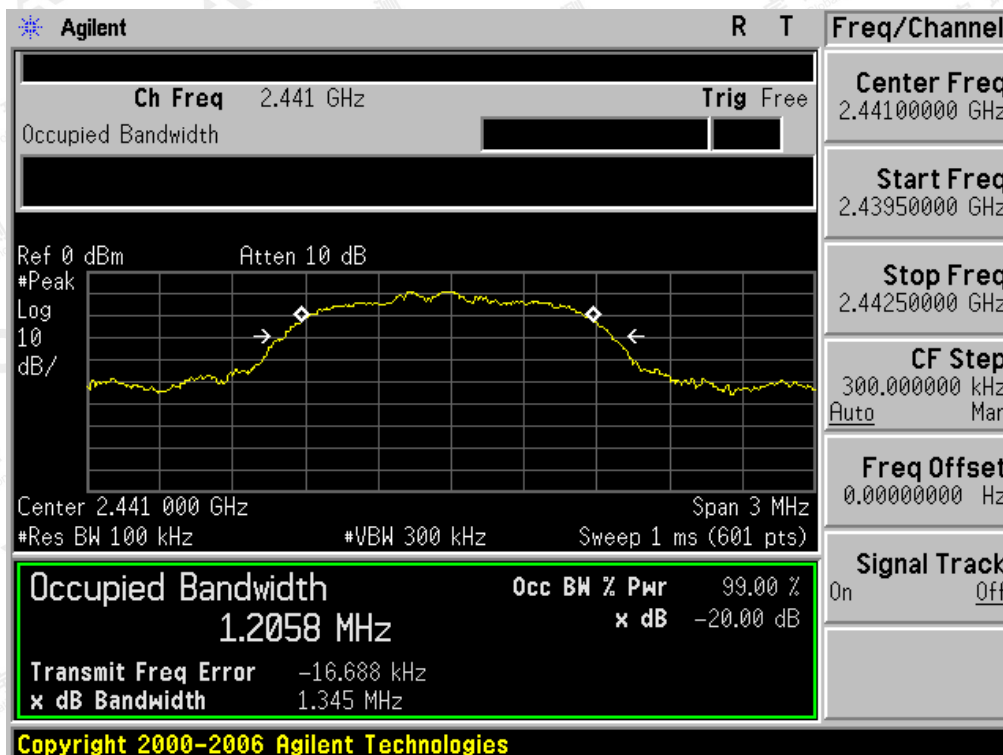 Agilent R T
Freq/Channel
Ch Freq 2.441 GHz Trig Free
Occupied Bandwidth
Center Freq
2.44100000 GHz
Start Freq
2.43950000 GHz
Stop Freq
2.44250000 GHz
CF Step
300.000000 kHz
Auto Man
Freq Offset
0.00000000 Hz
Signal Track
On Off
Ref 0 dBm Atten 10 dB
#Peak
Log
10
dB/
Center 2.441 000 GHz Span 3 MHz
#Res BW 100 kHz #VBW 300 kHz Sweep 1 ms (601 pts)
Occupied Bandwidth
1.2058 MHz
Occ BW % Pwr 99.00 %
x dB -20.00 dB
Transmit Freq Error -16.688 kHz
x dB Bandwidth 1.345 MHz
Copyright 2000-2006 Agilent Technologies